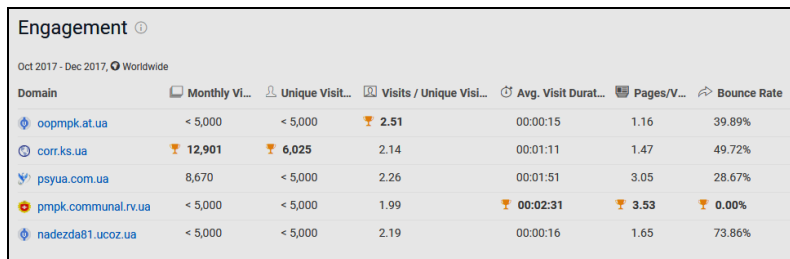 Engagement
Oct 2017 - Dec 2017, Worldwide
Domain Monthly Vi... Unique Visit... Visits / Unique Visi... Avg. Visit Durat... Pages/V... Bounce Rate
oopmpk.at.ua < 5,000 < 5,000 2.51 00:00:15 1.16 39.89%
corr.ks.ua 12,901 6,025 2.14 00:01:11 1.47 49.72%
psyua.com.ua 8,670 < 5,000 2.26 00:01:51 3.05 28.67%
pmpk.communal.rv.ua < 5,000 < 5,000 1.99 00:02:31 3.53 0.00%
nadezda81.ucoz.ua < 5,000 < 5,000 2.19 00:00:16 1.65 73.86%